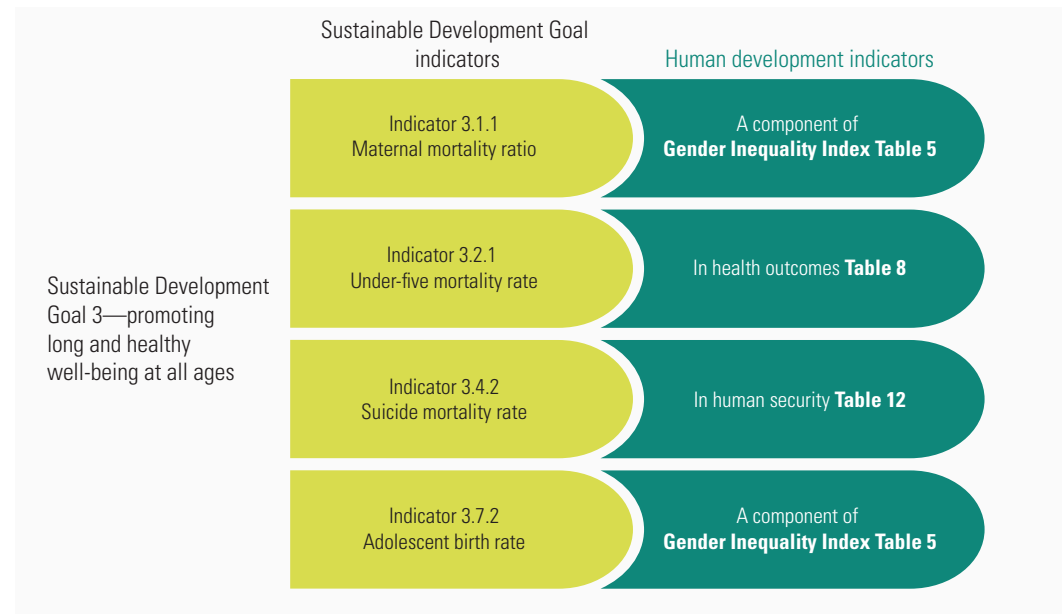 Sustainable Development Goal
indicators
Human development indicators
Indicator 3.1.1
Maternal mortality ratio
A component of
Gender Inequality Index Table 5
Indicator 3.2.1
Under-five mortality rate
In health outcomes Table 8
Sustainable Development
Goal 3—promoting
long and healthy
well-being at all ages
Indicator 3.4.2
Suicide mortality rate
In human security Table 12
Indicator 3.7.2
Adolescent birth rate
A component of
Gender Inequality Index Table 5